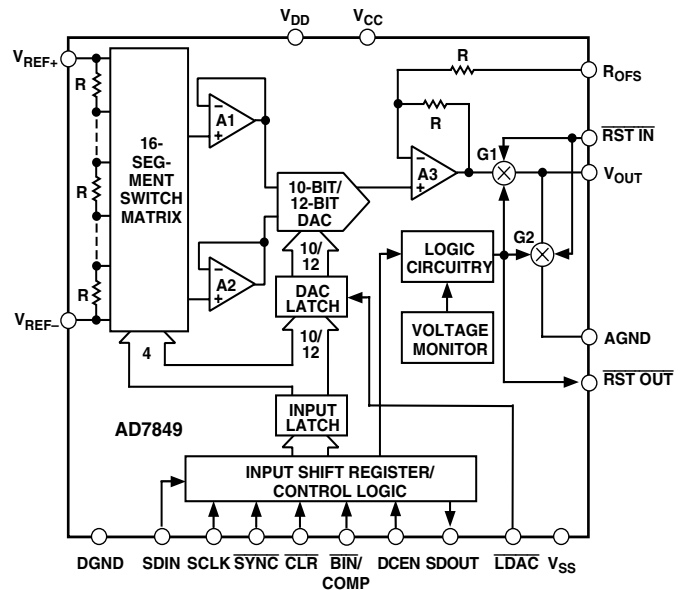 VDD
VCC
VREF+
R
16-
SEG-
MENT
SWITCH
MATRIX
R
R
VREF–
A1
A2
10-BIT/
12-BIT
DAC
10/
12
DAC
LATCH
10/
12
4
INPUT
LATCH
R
R
A3
G1
G2
ROFS
RST IN
VOUT
LOGIC
CIRCUITRY
VOLTAGE
MONITOR
AGND
RST OUT
AD7849
INPUT SHIFT REGISTER/
CONTROL LOGIC
DGND
SDIN
SCLK
SYNC
CLR
BIN/
COMP
DCEN
SDOUT
LDAC
VSS